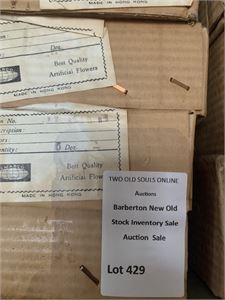 MADE IN HONG KONG
Doz.
Best Quality
Artificial Flowers
MADE IN HONG KONG
Doz.
Best Quality
Artificial Flowers
MADE IN HONG KONG
TWO OLD SOULS ONLINE
Auctions
Barberton New Old
Stock Inventory Sale
Auction Sale
Lot 429